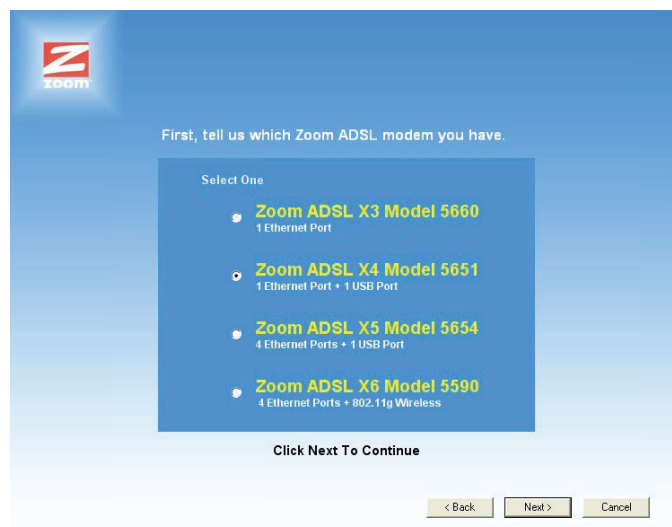 Zoom
First, tell us which Zoom ADSL modem you have.
Select One
Zoom ADSL X3 Model 5660
1 Ethernet Port
Zoom ADSL X4 Model 5651
1 Ethernet Port + 1 USB Port
Zoom ADSL X5 Model 5654
4 Ethernet Ports + 1 USB Port
Zoom ADSL X6 Model 5590
4 Ethernet Ports + 802.11g Wireless
Click Next To Continue
< Back Next > Cancel